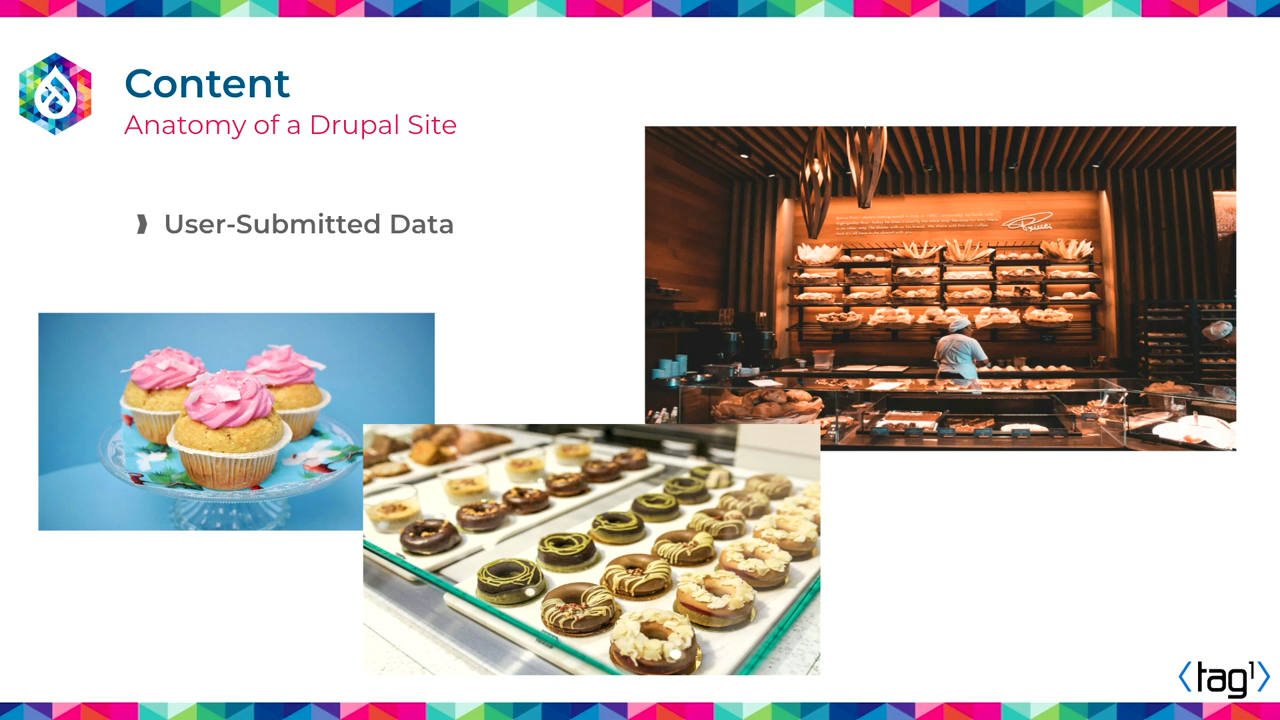 Content
Anatomy of a Drupal Site
User-Submitted Data
tag1